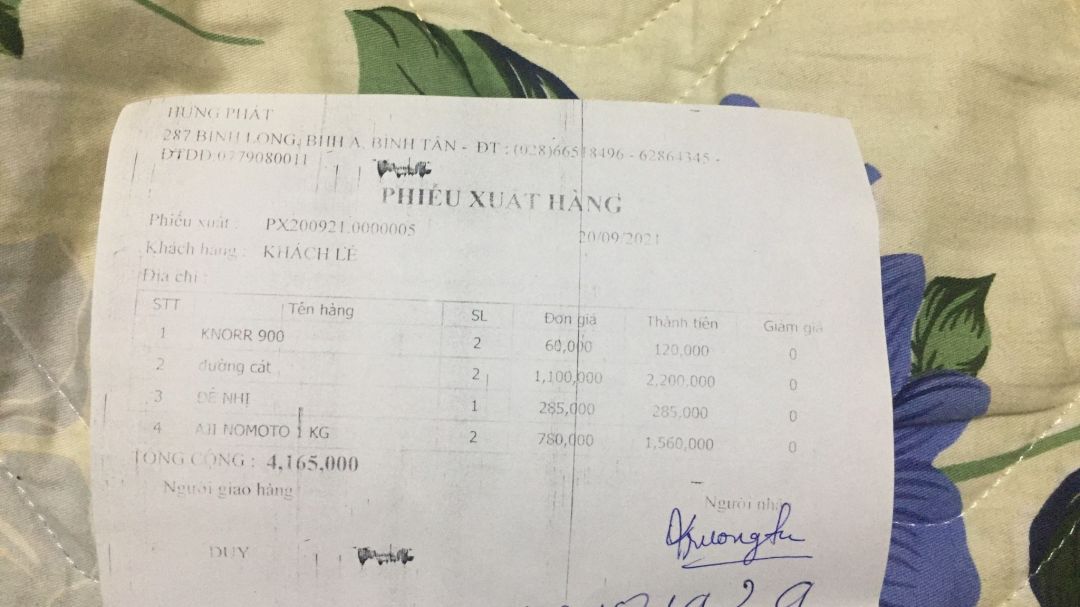 HƯNG PHÁT
287 BÌNH LONG, BHH A, BÌNH TÂN - ĐT : (028)66518496 - 62864345 -
ĐTDĐ:0779080011
PHIẾU XUẤT HÀNG
Phiếu xuất : PX200921.0000005 20/09/2021
Khách hàng : KHÁCH LẺ
Địa chỉ :
STT Tên hàng SL Đơn giá Thành tiền Giảm giá
1 KNORR 900 2 60,000 120,000 0
2 đường cát 2 1,100,000 2,200,000 0
3 ĐỆ NHỊ 1 285,000 285,000 0
4 AJI NOMOTO 1 KG 2 780,000 1,560,000 0
TỔNG CỘNG : 4,165,000
Người giao hàng Người nhận
DUY